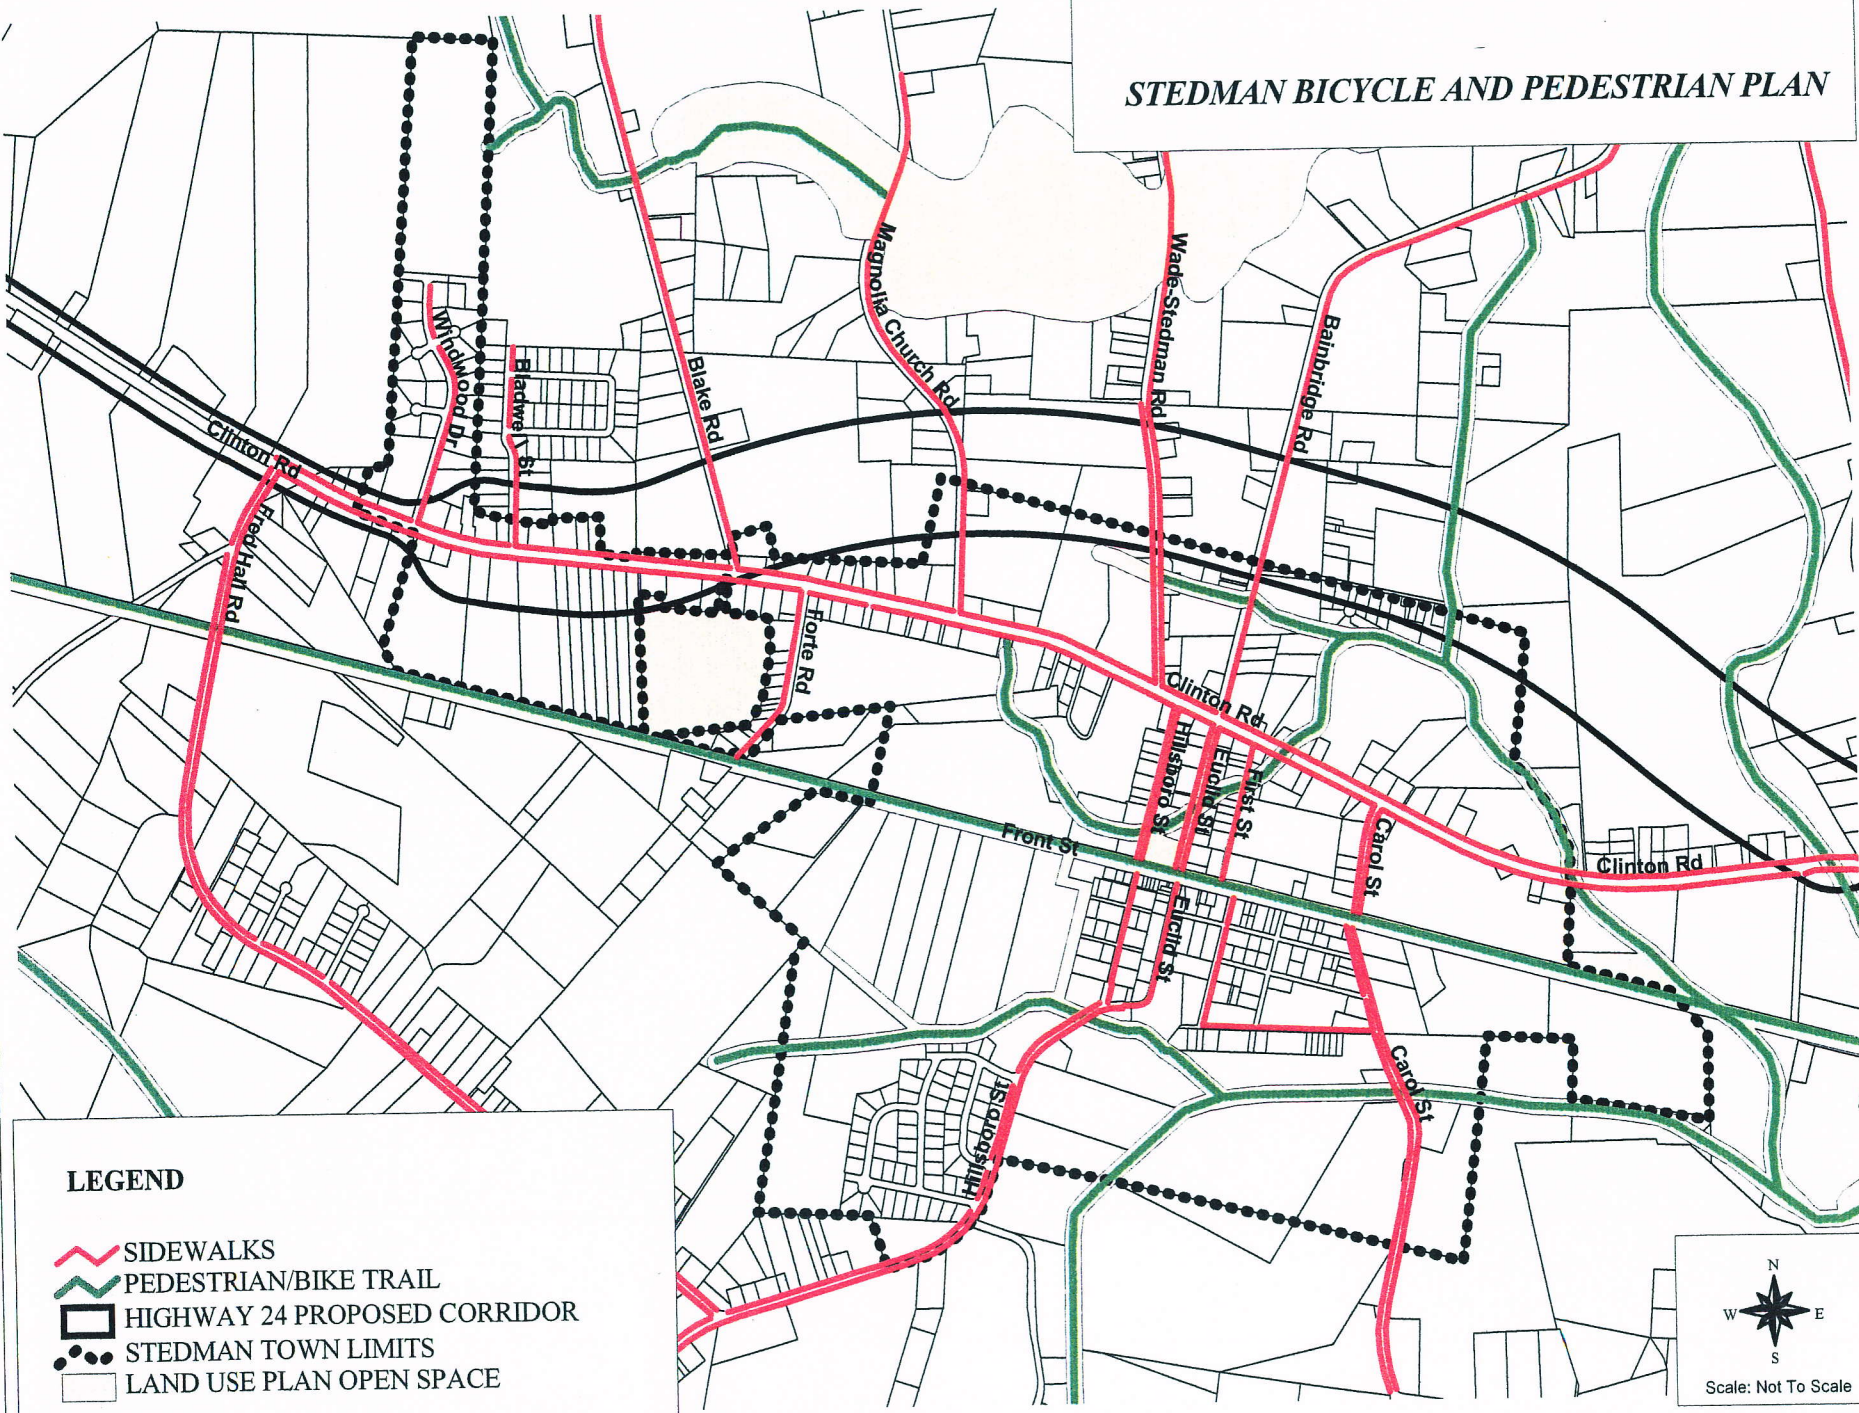 STEDMAN BICYCLE AND PEDESTRIAN PLAN
Magnolia Church Rd
Wade-Stedman Rd
Bainbridge Rd
Windwood Dr.
Bladwell St
Blake Rd
Clinton Rd
Fred Hall Rd
Forte Rd
Clinton Rd
Hillsboro St
Euclid St
First St
Front St
Carol St
Clinton Rd
Euclid St
Carol St
Hillsboro St
LEGEND
SIDEWALKS
PEDESTRIAN/BIKE TRAIL
HIGHWAY 24 PROPOSED CORRIDOR
STEDMAN TOWN LIMITS
LAND USE PLAN OPEN SPACE
N
W
E
S
Scale: Not To Scale